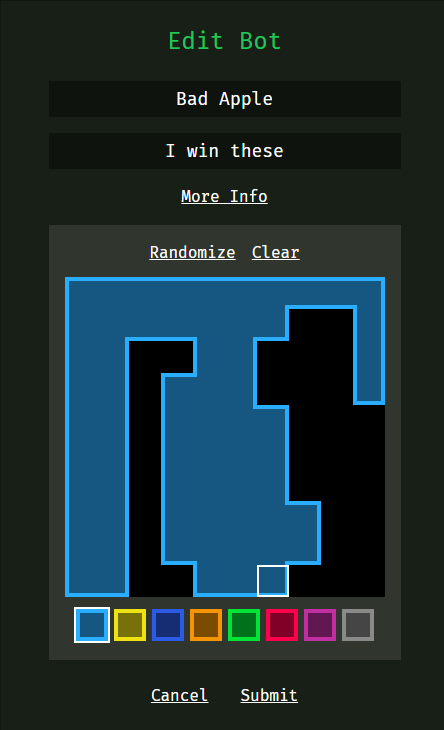 Edit Bot
Bad Apple
I win these
More Info
Randomize Clear
Cancel Submit